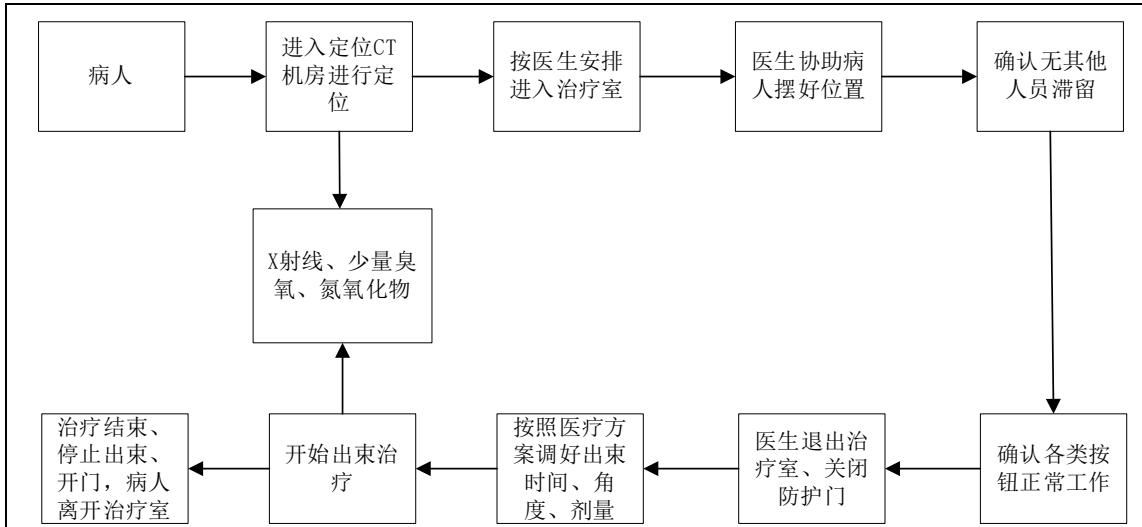 病人
进入定位CT
机房进行定
位
按医生安排
进入治疗室
医生协助病
人摆好位置
确认无其他
人员滞留
X射线、少量臭
氧、氮氧化物
治疗结束、
停止出束、
开门，病人
离开治疗室
开始出束治
疗
按照医疗方
案调好出束
时间、角
度、剂量
医生退出治
疗室、关闭
防护门
确认各类按
钮正常工作